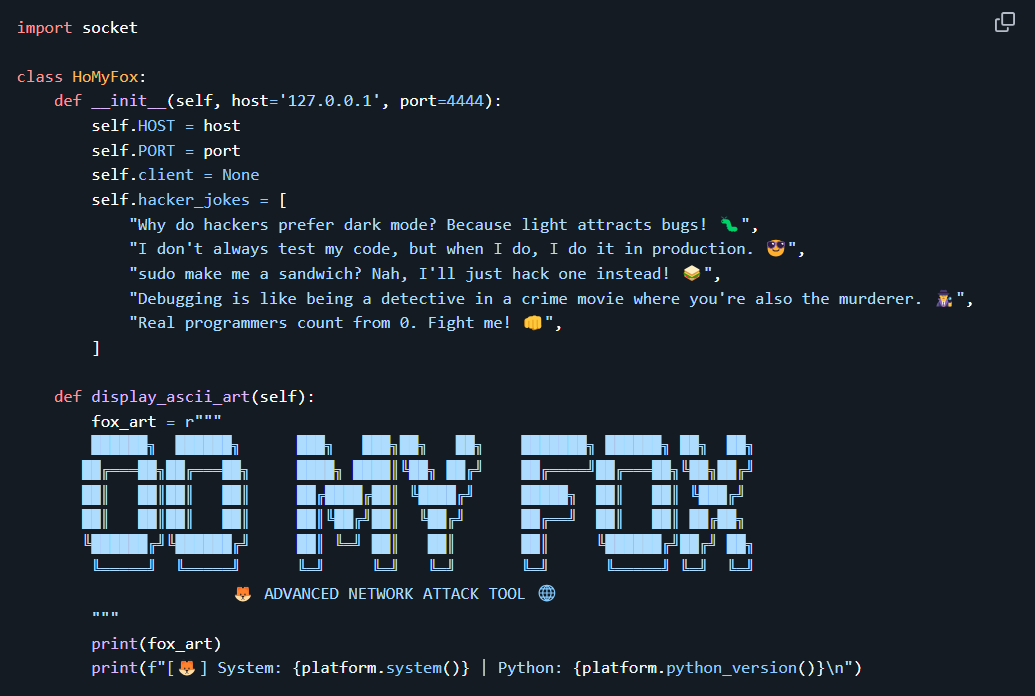 import socket
class HoMyFox:
def __init__(self, host='127.0.0.1', port=4444):
self.HOST = host
self.PORT = port
self.client = None
self.hacker_jokes = [
"Why do hackers prefer dark mode? Because light attracts bugs! 🐛",
"I don't always test my code, but when I do, I do it in production. 😎",
"sudo make me a sandwich? Nah, I'll just hack one instead! 🥪",
"Debugging is like being a detective in a crime movie where you're also the murderer. 🕵️‍♀️",
"Real programmers count from 0. Fight me! 👊",
]
def display_ascii_art(self):
fox_art = r"""
OO MY FOX
🦊 ADVANCED NETWORK ATTACK TOOL 🌐
"""
print(fox_art)
print(f"[🦊] System: {platform.system()} | Python: {platform.python_version()}\n")